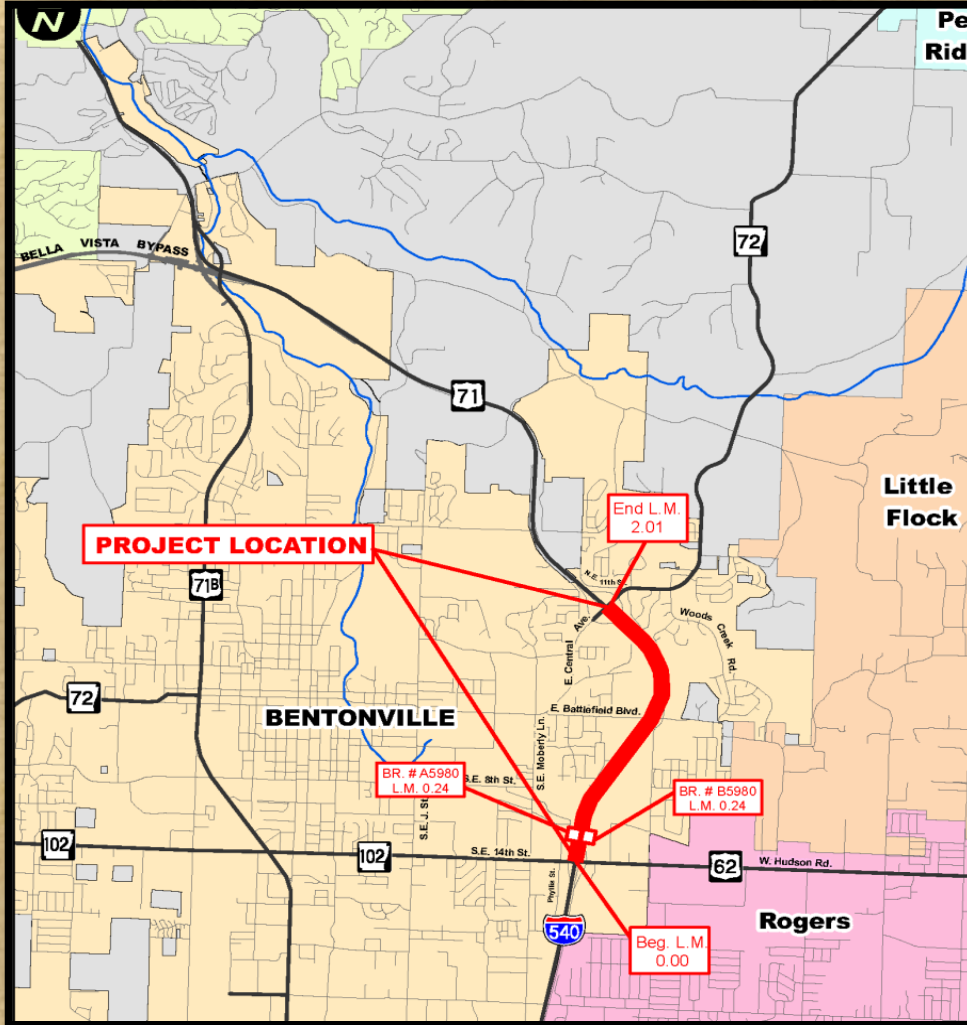 N
Pe
Rid
72
BELLA VISTA BYPASS
71
Little
Flock
End L.M.
2.01
PROJECT LOCATION
N.E. 11th St.
71B
E. Central Ave.
Woods Creek Rd.
72
BENTONVILLE
E. Battlefield Blvd.
S.E. Moberly Ln.
BR. # A5980
L.M. 0.24
S.E. 8th St.
BR. # B5980
L.M. 0.24
S.E. J. St.
102
102
S.E. 14th St.
62
W. Hudson Rd.
Phyllis St.
Rogers
540
Beg. L.M.
0.00